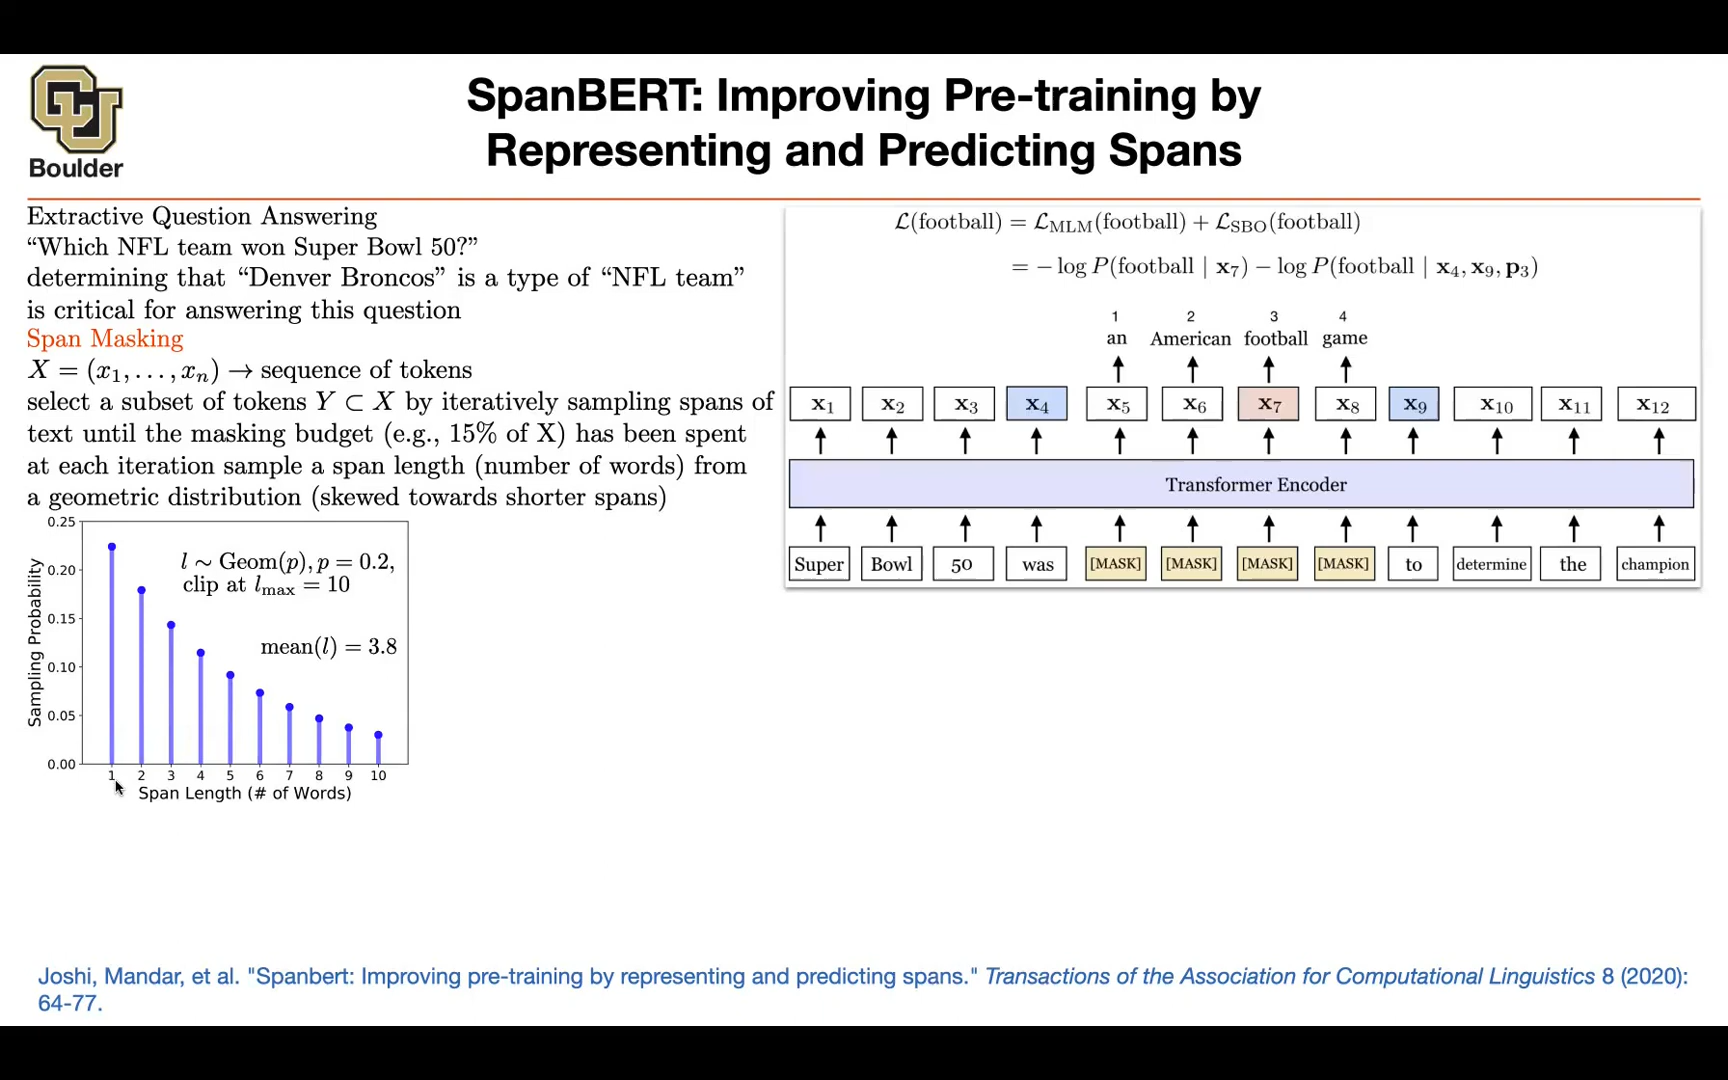 Boulder
SpanBERT: Improving Pre-training by
Representing and Predicting Spans
Extractive Question Answering
“Which NFL team won Super Bowl 50?”
determining that “Denver Broncos” is a type of “NFL team”
is critical for answering this question
Span Masking
X = (x₁, . . . , xₙ) → sequence of tokens
select a subset of tokens Y ⊂ X by iteratively sampling spans of
text until the masking budget (e.g., 15% of X) has been spent
at each iteration sample a span length (number of words) from
a geometric distribution (skewed towards shorter spans)
0.25
0.20
0.15
0.10
0.05
0.00
Sampling Probability
l ∼ Geom(p), p = 0.2,
clip at l_max = 10
mean(l) = 3.8
1 2 3 4 5 6 7 8 9 10
Span Length (# of Words)
ℒ(football) = ℒ_MLM(football) + ℒ_SBO(football)
= − log P(football | x₇) − log P(football | x₄, x₉, p₃)
1 2 3 4
an American football game
x₁ x₂ x₃ x₄ x₅ x₆ x₇ x₈ x₉ x₁₀ x₁₁ x₁₂
Transformer Encoder
Super Bowl 50 was [MASK] [MASK] [MASK] [MASK] to determine the champion
Joshi, Mandar, et al. "Spanbert: Improving pre-training by representing and predicting spans." Transactions of the Association for Computational Linguistics 8 (2020):
64-77.